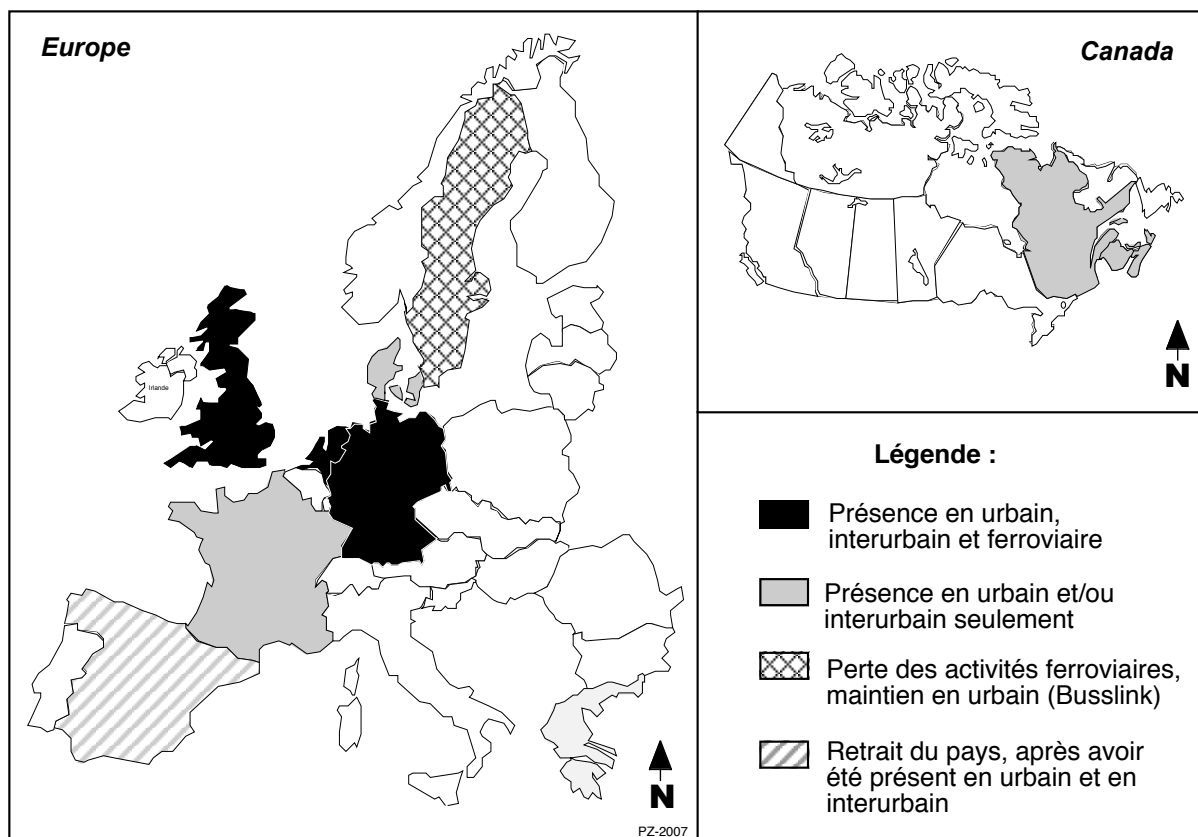 Europe
Irlande
N
PZ-2007
Canada
N
Légende :
Présence en urbain,
interurbain et ferroviaire
Présence en urbain et/ou
interurbain seulement
Perte des activités ferroviaires,
maintien en urbain (Busslink)
Retrait du pays, après avoir
été présent en urbain et en
interurbain